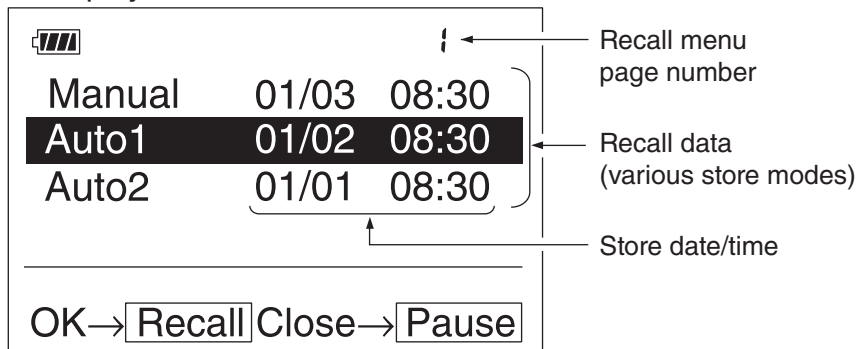 1
Recall menu
page number
Manual 01/03 08:30
Auto1 01/02 08:30
Recall data
(various store modes)
Auto2 01/01 08:30
Store date/time
OK→Recall Close→Pause